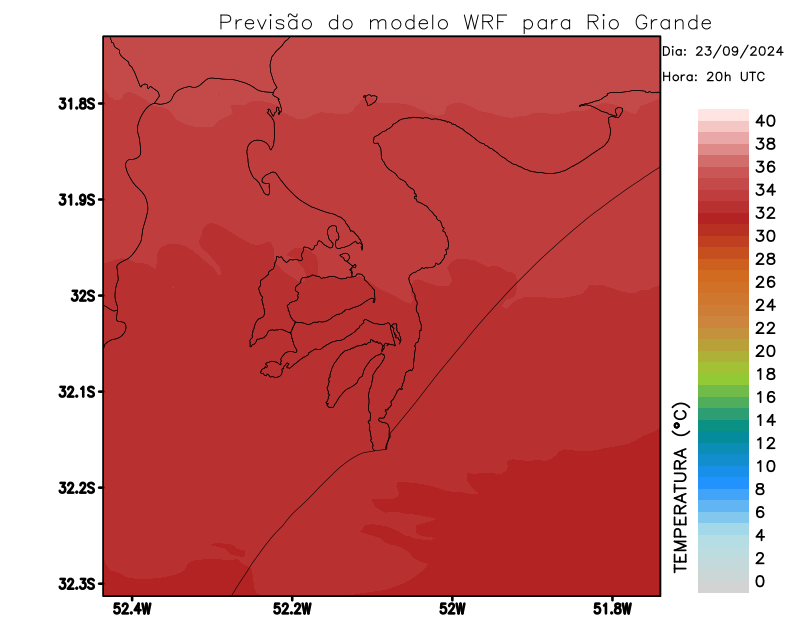 Previsão do modelo WRF para Rio Grande
Dia: 23/09/2024
Hora: 20h UTC
31.8S
31.9S
32S
32.1S
32.2S
32.3S
52.4W
52.2W
52W
51.8W
TEMPERATURA (°C)
40
38
36
34
32
30
28
26
24
22
20
18
16
14
12
10
8
6
4
2
0